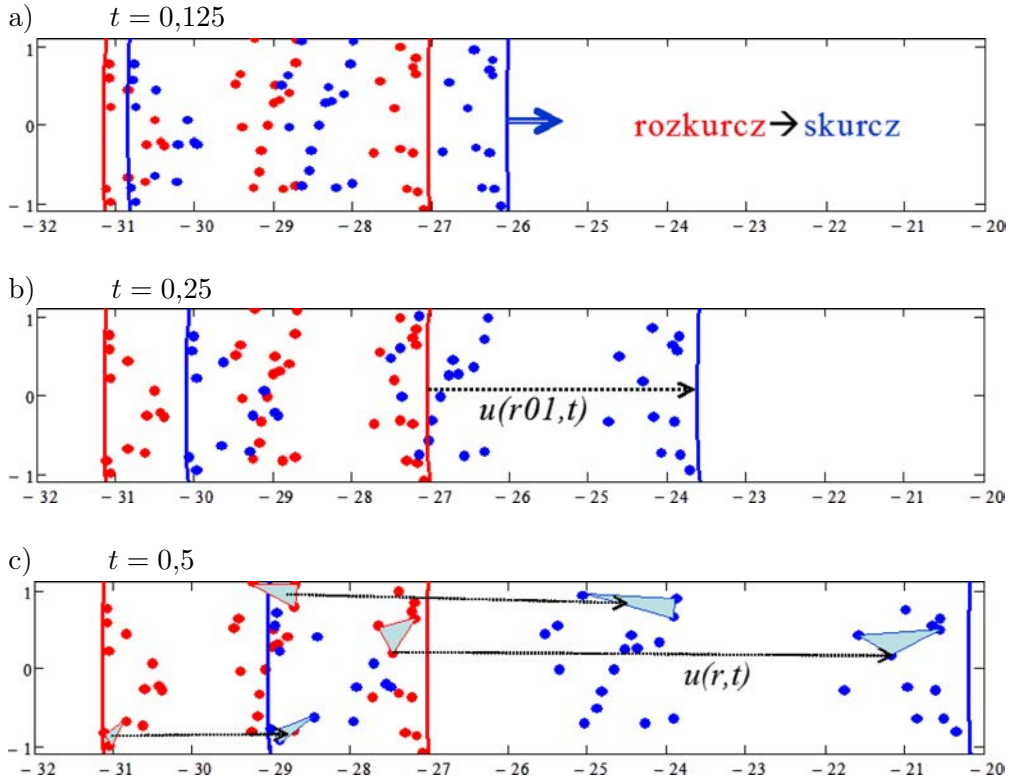 a) t = 0,125
1
0
− 1
rozkurcz → skurcz
− 32 − 31 − 30 − 29 − 28 − 27 − 26 − 25 − 24 − 23 − 22 − 21 − 20
b) t = 0,25
1
0
− 1
u(r01,t)
− 32 − 31 − 30 − 29 − 28 − 27 − 26 − 25 − 24 − 23 − 22 − 21 − 20
c) t = 0,5
1
0
− 1
u(r,t)
− 32 − 31 − 30 − 29 − 28 − 27 − 26 − 25 − 24 − 23 − 22 − 21 − 20